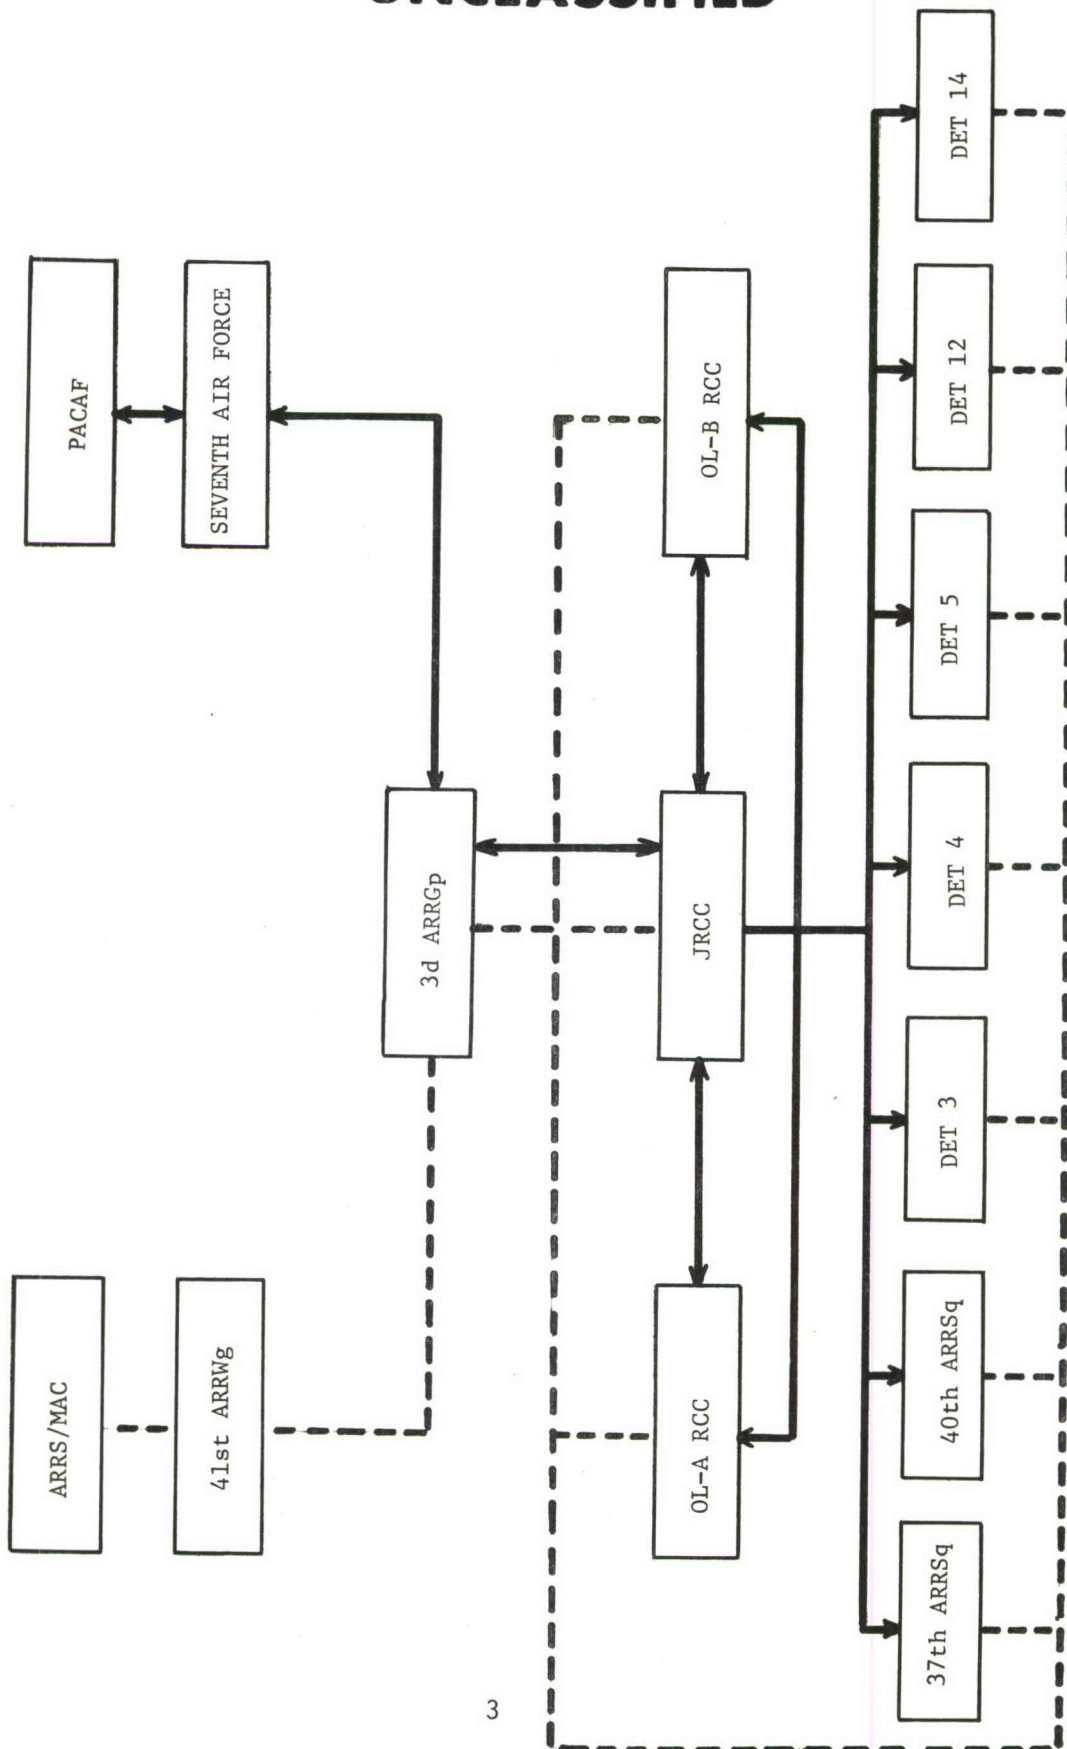 UNCLASSIFIED
ARRS/MAC
PACAF
41st ARRWg
SEVENTH AIR FORCE
3d ARRGp
OL-A RCC
JRCC
OL-B RCC
37th ARRSq
40th ARRSq
DET 3
DET 4
DET 5
DET 12
DET 14
3